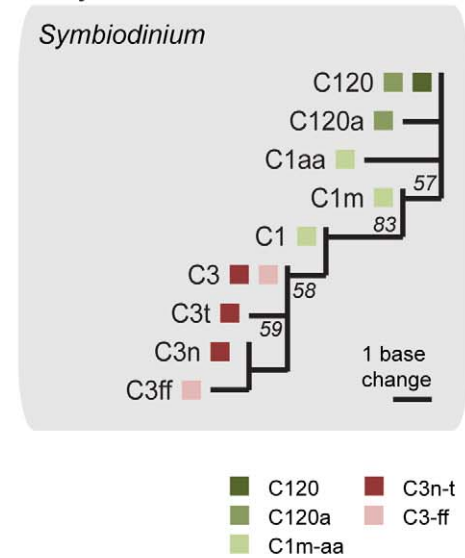 Symbiodinium
C120
C120a
C1aa
57
C1m
83
C1
C3
58
C3t
59
C3n
1 base
change
C3ff
C120
C3n-t
C120a
C3-ff
C1m-aa